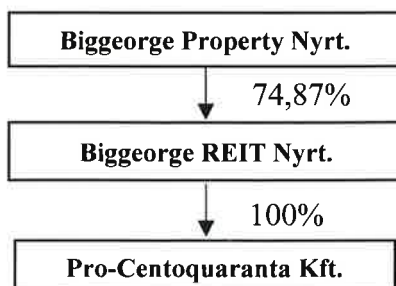 Biggeorge Property Nyrt.
74,87%
Biggeorge REIT Nyrt.
100%
Pro-Centoquaranta Kft.